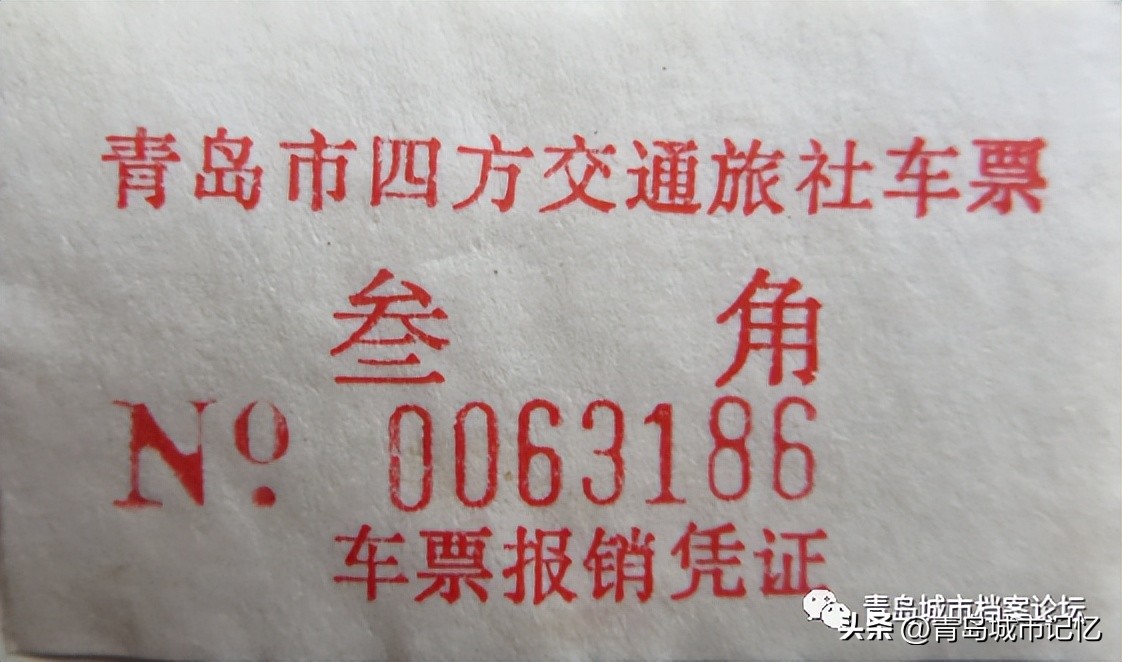 青岛市四方交通旅社车票
叁角
No. 0063186
车票报销凭证
青岛城市档案论坛
头条 @青岛城市记忆